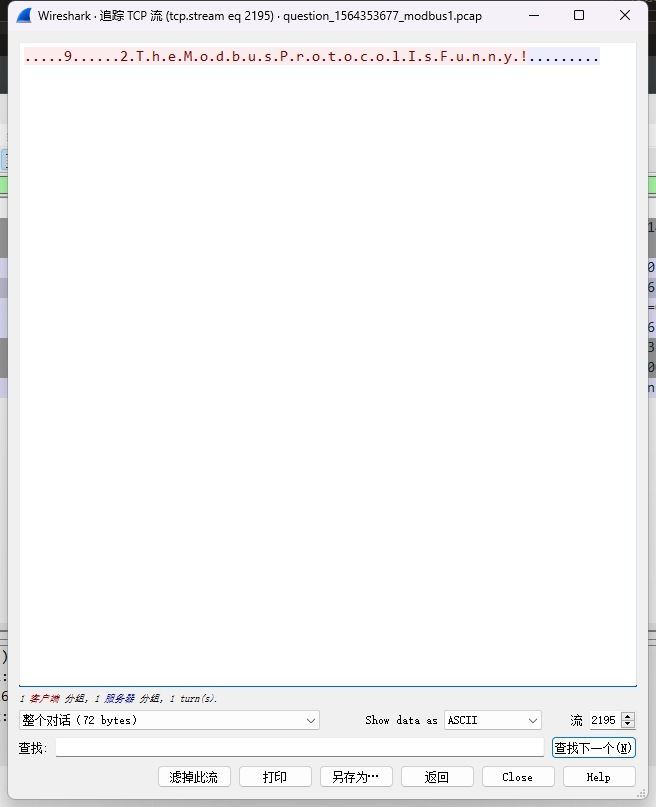 Wireshark · 追踪 TCP 流 (tcp.stream eq 2195) · question_1564353677_modbus1.pcap
.....9......2.T.h.e.M.o.d.b.u.s.P.r.o.t.o.c.o.l.I.s.F.u.n.n.y.!.........
1 客户端 分组, 1 服务器 分组, 1 turn(s).
整个对话 (72 bytes) Show data as ASCII 流 2195
查找: 查找下一个(N)
滤掉此流 打印 另存为… 返回 Close Help